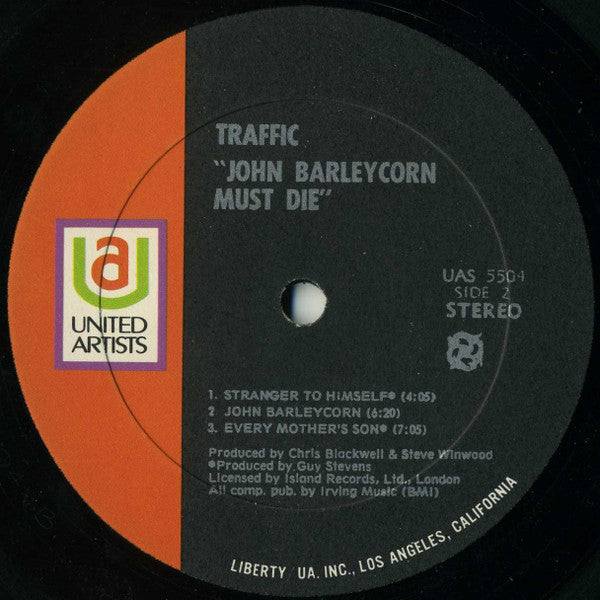 TRAFFIC
"JOHN BARLEYCORN
MUST DIE"
UAS 5504
SIDE 2
STEREO
ua
UNITED
ARTISTS
1. STRANGER TO HIMSELF* (4:05)
2 JOHN BARLEYCORN (6:20)
3. EVERY MOTHER'S SON* (7:05)
Produced by Chris Blackwell & Steve Winwood
*Produced by Guy Stevens
Licensed by Island Records, Ltd., London
All comp. pub. by Irving Music (BMI)
LIBERTY / UA. INC., LOS ANGELES, CALIFORNIA